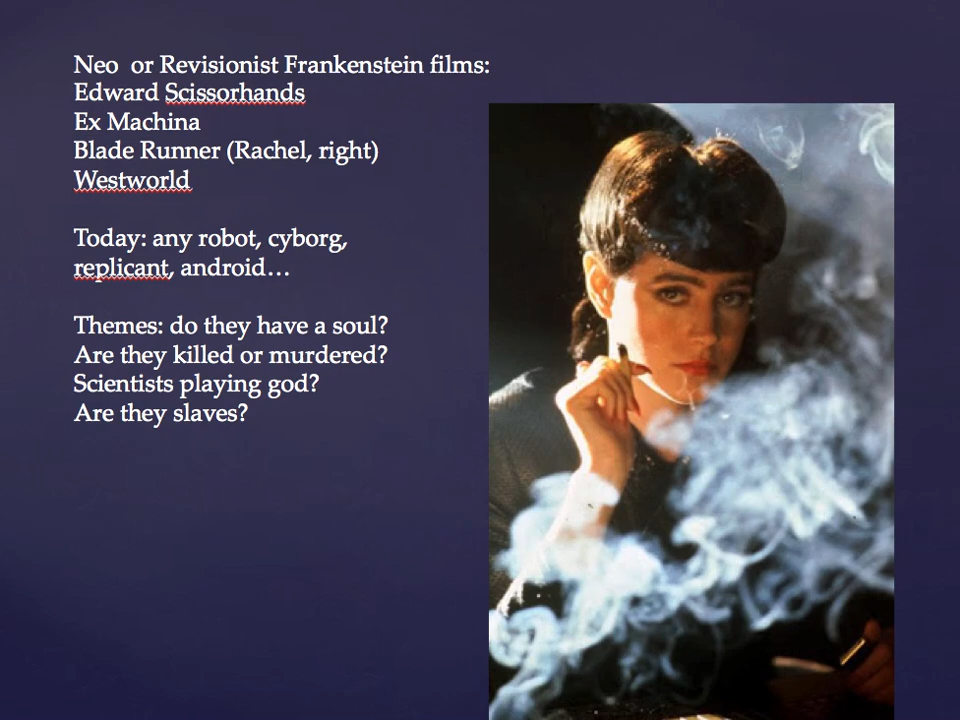 Neo  or Revisionist Frankenstein films:
Edward Scissorhands
Ex Machina
Blade Runner (Rachel, right)
Westworld
Today: any robot, cyborg,
replicant, android…
Themes: do they have a soul?
Are they killed or murdered?
Scientists playing god?
Are they slaves?